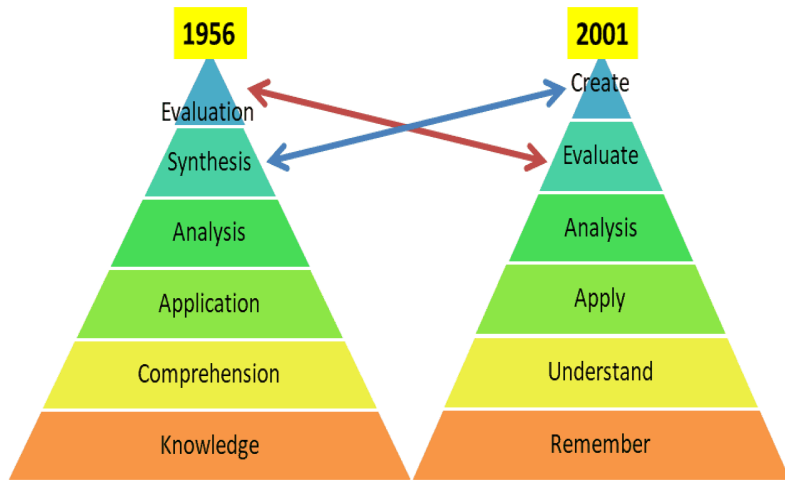 1956
Evaluation
Synthesis
Analysis
Application
Comprehension
Knowledge
2001
Create
Evaluate
Analysis
Apply
Understand
Remember